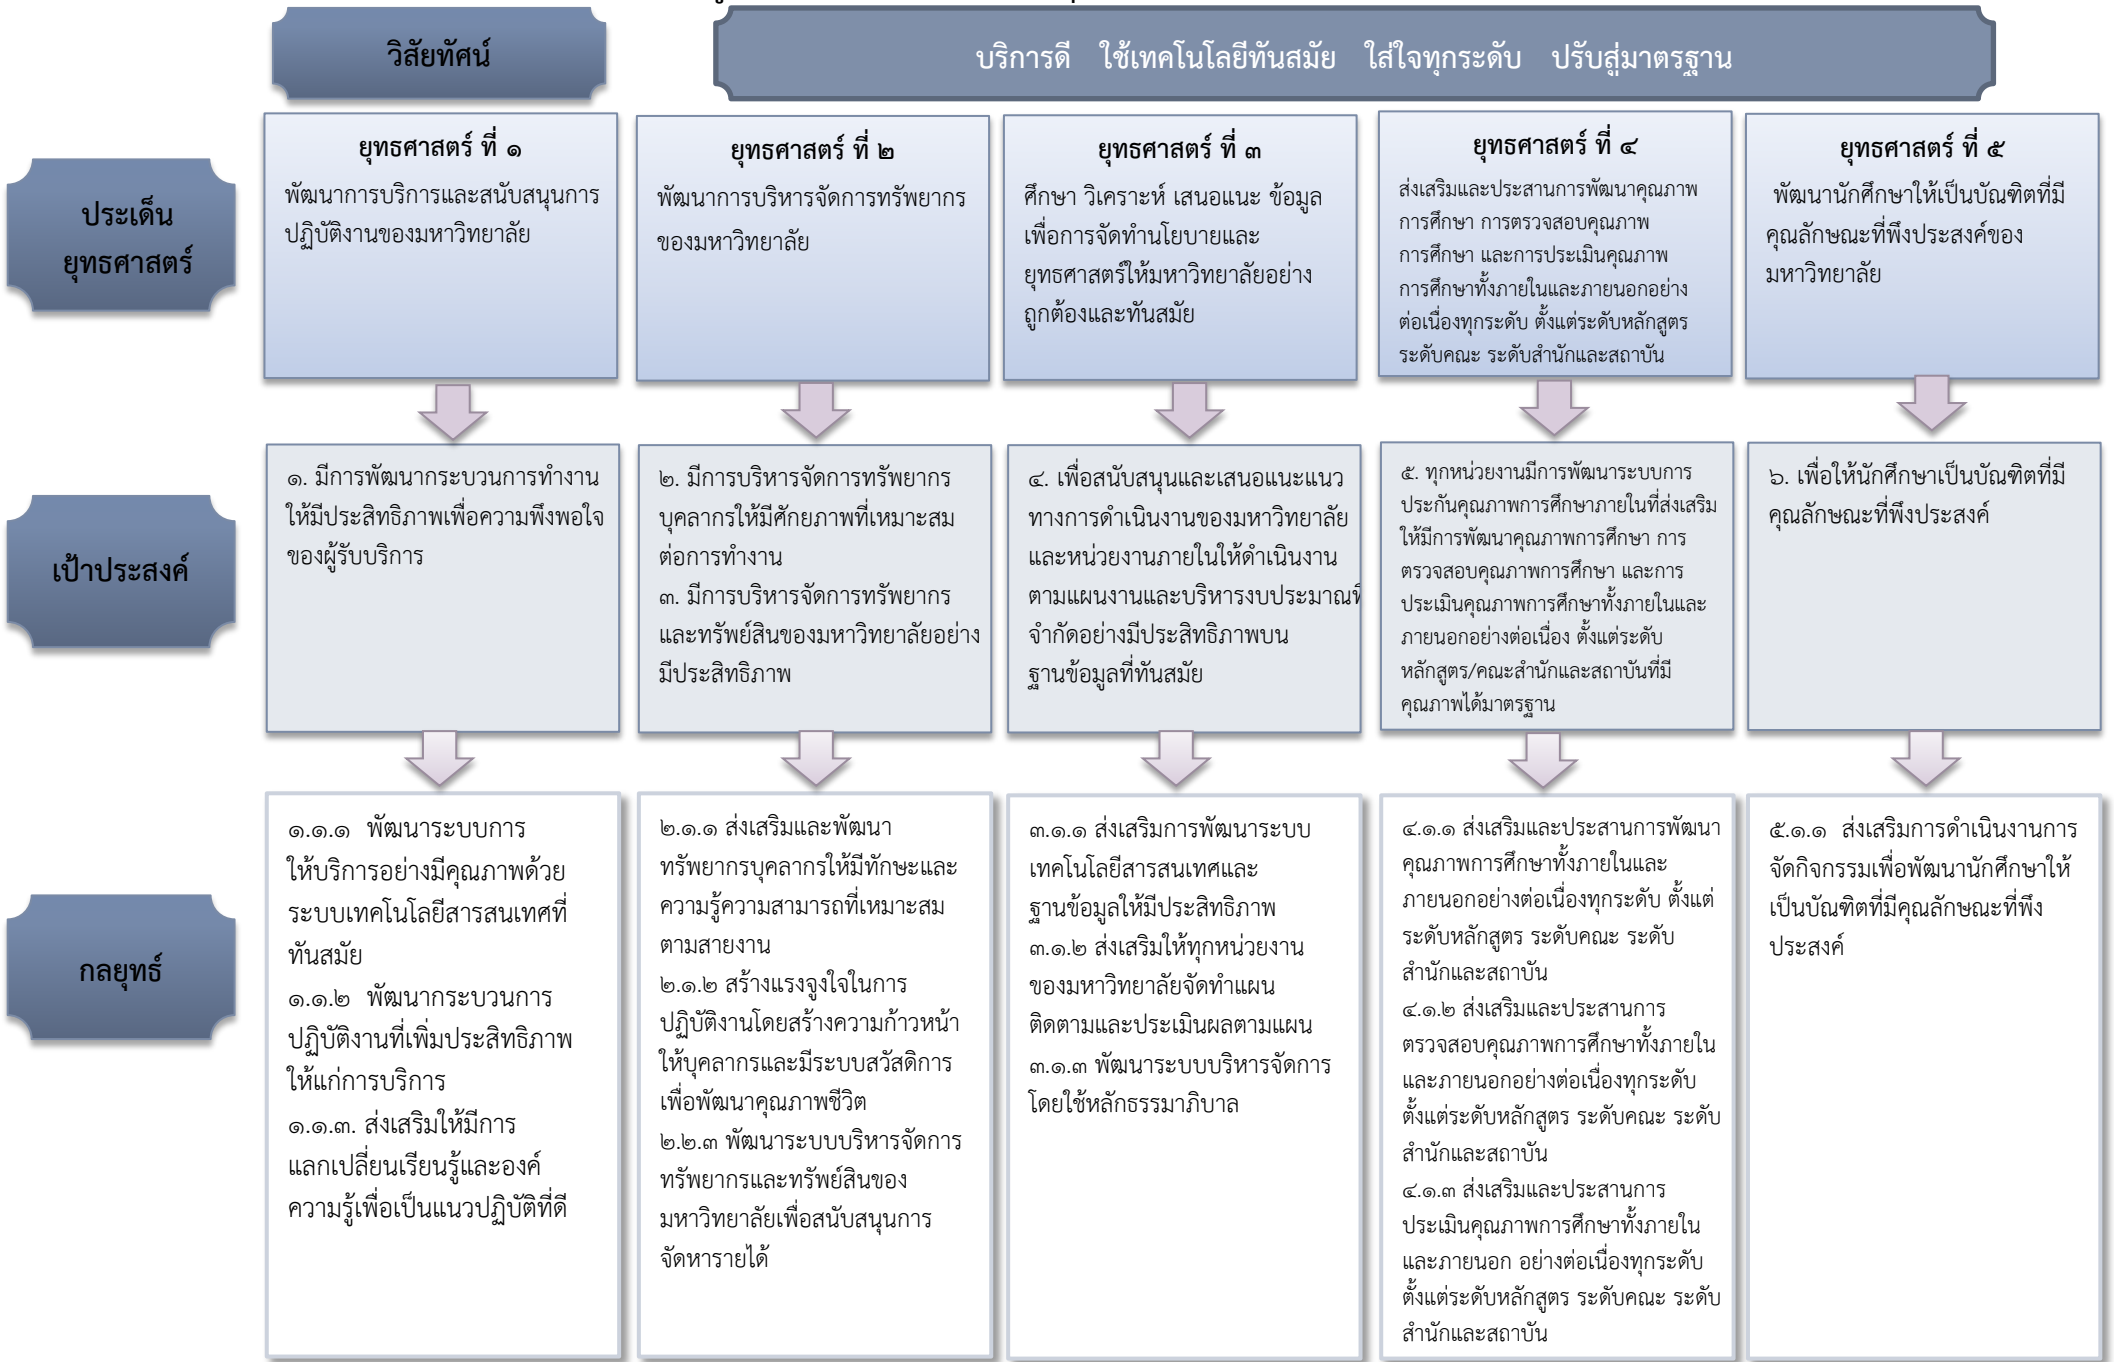 วิสัยทัศน์
บริการดี ใช้เทคโนโลยีทันสมัย ใส่ใจทุกระดับ ปรับสู่มาตรฐาน
ประเด็น
ยุทธศาสตร์
ยุทธศาสตร์ ที่ ๑
พัฒนาการบริการและสนับสนุนการ
ปฏิบัติงานของมหาวิทยาลัย
ยุทธศาสตร์ ที่ ๒
พัฒนาการบริหารจัดการทรัพยากร
ของมหาวิทยาลัย
ยุทธศาสตร์ ที่ ๓
ศึกษา วิเคราะห์ เสนอแนะ ข้อมูล
เพื่อการจัดทำนโยบายและ
ยุทธศาสตร์ให้มหาวิทยาลัยอย่าง
ถูกต้องและทันสมัย
ยุทธศาสตร์ ที่ ๔
ส่งเสริมและประสานการพัฒนาคุณภาพ
การศึกษา การตรวจสอบคุณภาพ
การศึกษา และการประเมินคุณภาพ
การศึกษาทั้งภายในและภายนอกอย่าง
ต่อเนื่องทุกระดับ ตั้งแต่ระดับหลักสูตร
ระดับคณะ ระดับสำนักและสถาบัน
ยุทธศาสตร์ ที่ ๕
พัฒนานักศึกษาให้เป็นบัณฑิตที่มี
คุณลักษณะที่พึงประสงค์ของ
มหาวิทยาลัย
เป้าประสงค์
๑. มีการพัฒนากระบวนการทำงาน
ให้มีประสิทธิภาพเพื่อความพึงพอใจ
ของผู้รับบริการ
๒. มีการบริหารจัดการทรัพยากร
บุคลากรให้มีศักยภาพที่เหมาะสม
ต่อการทำงาน
๓. มีการบริหารจัดการทรัพยากร
และทรัพย์สินของมหาวิทยาลัยอย่าง
มีประสิทธิภาพ
๔. เพื่อสนับสนุนและเสนอแนะแนว
ทางการดำเนินงานของมหาวิทยาลัย
และหน่วยงานภายในให้ดำเนินงาน
ตามแผนงานและบริหารงบประมาณที่
จำกัดอย่างมีประสิทธิภาพบน
ฐานข้อมูลที่ทันสมัย
๕. ทุกหน่วยงานมีการพัฒนาระบบการ
ประกันคุณภาพการศึกษาภายในที่ส่งเสริม
ให้มีการพัฒนาคุณภาพการศึกษา การ
ตรวจสอบคุณภาพการศึกษา และการ
ประเมินคุณภาพการศึกษาทั้งภายในและ
ภายนอกอย่างต่อเนื่อง ตั้งแต่ระดับ
หลักสูตร/คณะสำนักและสถาบันที่มี
คุณภาพได้มาตรฐาน
๖. เพื่อให้นักศึกษาเป็นบัณฑิตที่มี
คุณลักษณะที่พึงประสงค์
กลยุทธ์
๑.๑.๑ พัฒนาระบบการ
ให้บริการอย่างมีคุณภาพด้วย
ระบบเทคโนโลยีสารสนเทศที่
ทันสมัย
๑.๑.๒ พัฒนากระบวนการ
ปฏิบัติงานที่เพิ่มประสิทธิภาพ
ให้แก่การบริการ
๑.๑.๓. ส่งเสริมให้มีการ
แลกเปลี่ยนเรียนรู้และองค์
ความรู้เพื่อเป็นแนวปฏิบัติที่ดี
๒.๑.๑ ส่งเสริมและพัฒนา
ทรัพยากรบุคลากรให้มีทักษะและ
ความรู้ความสามารถที่เหมาะสม
ตามสายงาน
๒.๑.๒ สร้างแรงจูงใจในการ
ปฏิบัติงานโดยสร้างความก้าวหน้า
ให้บุคลากรและมีระบบสวัสดิการ
เพื่อพัฒนาคุณภาพชีวิต
๒.๒.๓ พัฒนาระบบบริหารจัดการ
ทรัพยากรและทรัพย์สินของ
มหาวิทยาลัยเพื่อสนับสนุนการ
จัดหารายได้
๓.๑.๑ ส่งเสริมการพัฒนาระบบ
เทคโนโลยีสารสนเทศและ
ฐานข้อมูลให้มีประสิทธิภาพ
๓.๑.๒ ส่งเสริมให้ทุกหน่วยงาน
ของมหาวิทยาลัยจัดทำแผน
ติดตามและประเมินผลตามแผน
๓.๑.๓ พัฒนาระบบบริหารจัดการ
โดยใช้หลักธรรมาภิบาล
๔.๑.๑ ส่งเสริมและประสานการพัฒนา
คุณภาพการศึกษาทั้งภายในและ
ภายนอกอย่างต่อเนื่องทุกระดับ ตั้งแต่
ระดับหลักสูตร ระดับคณะ ระดับ
สำนักและสถาบัน
๔.๑.๒ ส่งเสริมและประสานการ
ตรวจสอบคุณภาพการศึกษาทั้งภายใน
และภายนอกอย่างต่อเนื่องทุกระดับ
ตั้งแต่ระดับหลักสูตร ระดับคณะ ระดับ
สำนักและสถาบัน
๔.๑.๓ ส่งเสริมและประสานการ
ประเมินคุณภาพการศึกษาทั้งภายใน
และภายนอก อย่างต่อเนื่องทุกระดับ
ตั้งแต่ระดับหลักสูตร ระดับคณะ ระดับ
สำนักและสถาบัน
๕.๑.๑ ส่งเสริมการดำเนินงานการ
จัดกิจกรรมเพื่อพัฒนานักศึกษาให้
เป็นบัณฑิตที่มีคุณลักษณะที่พึง
ประสงค์